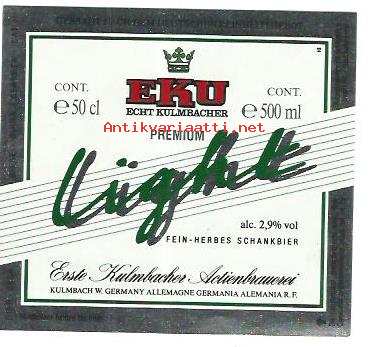 EKU
ECHT KULMBACHER
CONT.
e 50 cl
CONT.
e 500 ml
Antikvariaatti.net
PREMIUM
Light
alc. 2,9% vol
FEIN-HERBES SCHANKBIER
Erste Kulmbacher Actienbrauerei
KULMBACH W. GERMANY ALLEMAGNE GERMANIA ALEMANIA R.F.